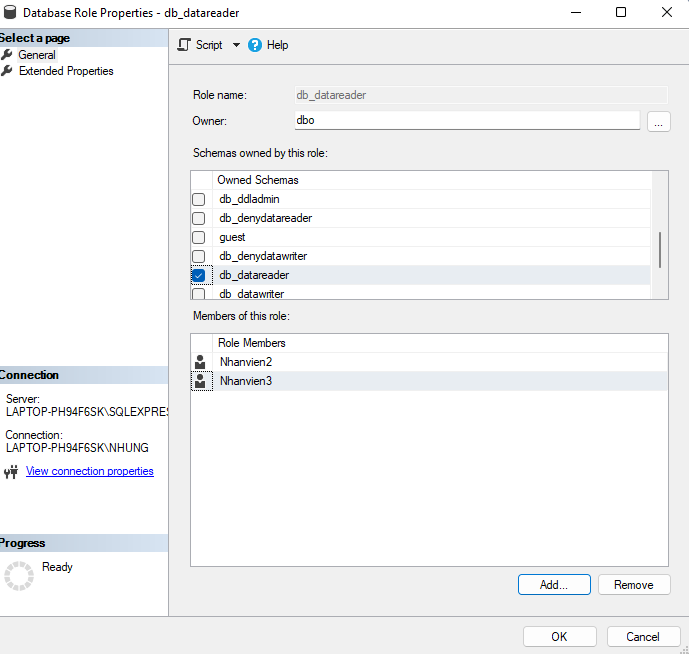 Database Role Properties - db_datareader
Select a page
General
Extended Properties
Script
Help
Role name: db_datareader
Owner: dbo
...
Schemas owned by this role:
Owned Schemas
db_ddladmin
db_denydatareader
guest
db_denydatawriter
db_datareader
db_datawriter
Members of this role:
Role Members
Nhanvien2
Nhanvien3
Connection
Server:
LAPTOP-PH94F6SK\SQLEXPRES
Connection:
LAPTOP-PH94F6SK\NHUNG
View connection properties
Progress
Ready
Add...
Remove
OK
Cancel